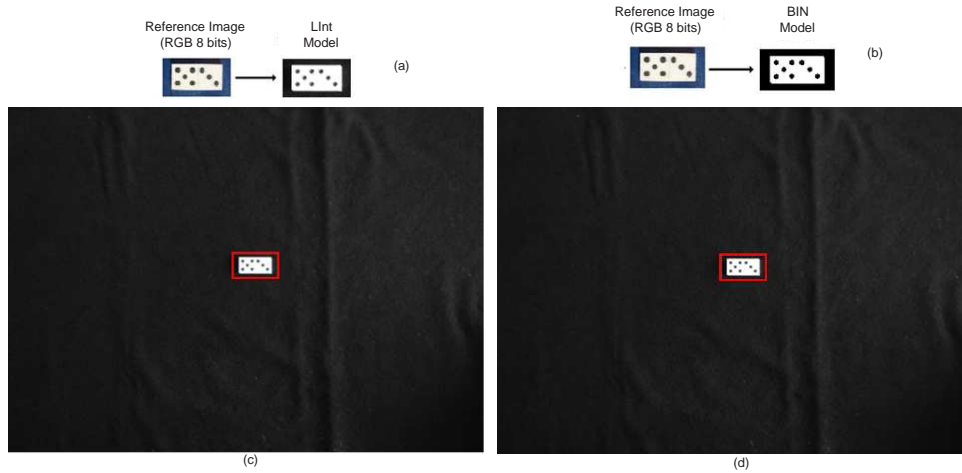 Reference Image
(RGB 8 bits)
LInt
Model
(a)
Reference Image
(RGB 8 bits)
BIN
Model
(b)
(c)
(d)